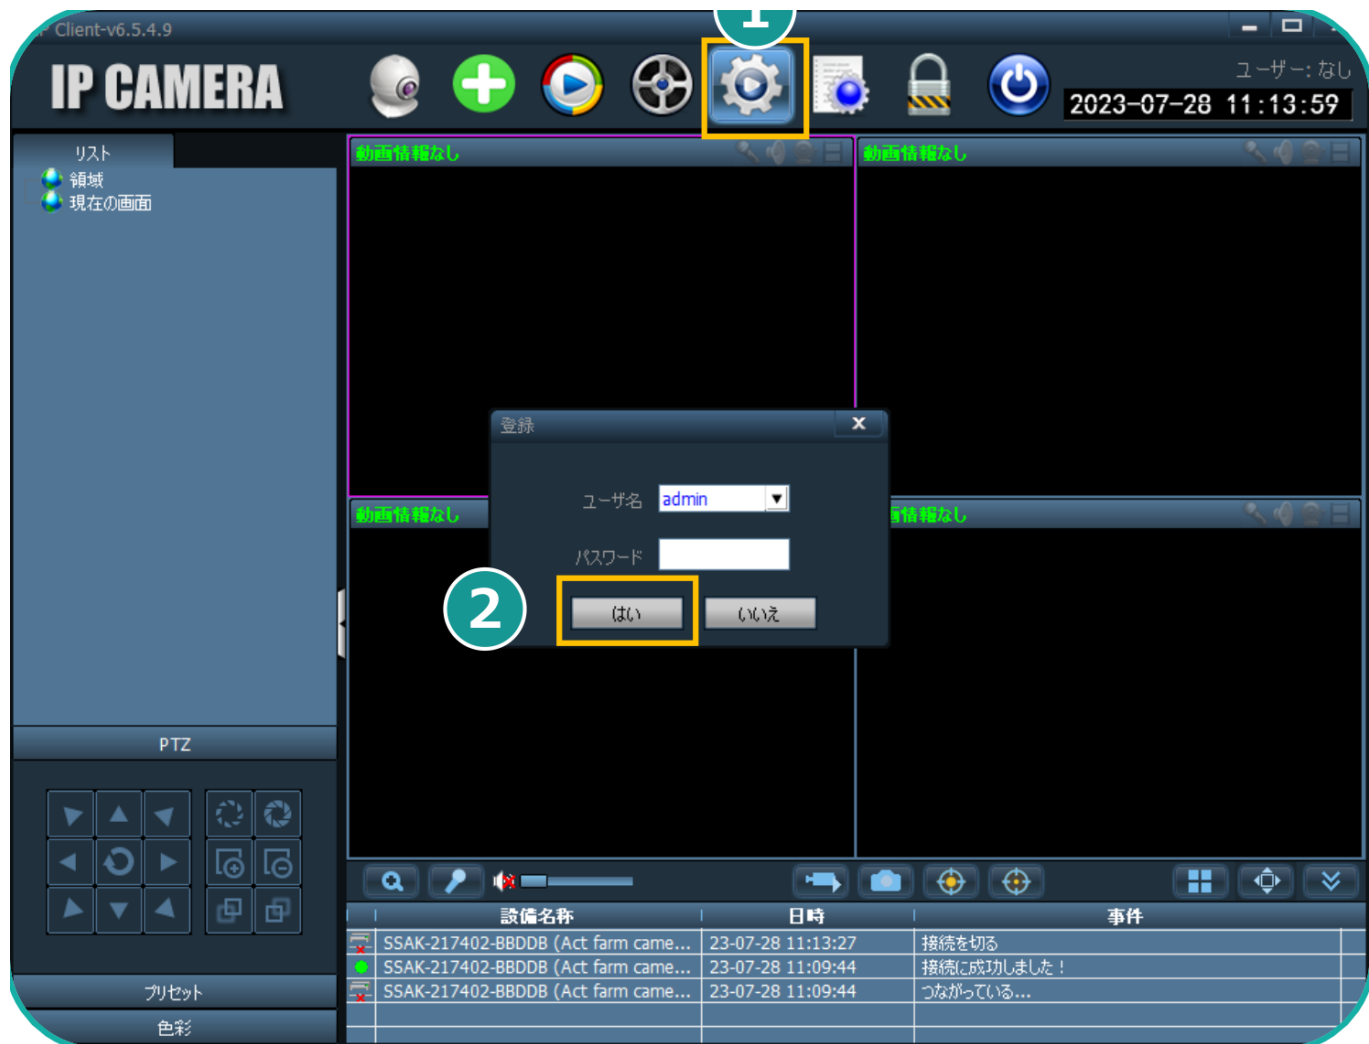 1
IP Client-v6.5.4.9
IP CAMERA
ユーザー: なし
2023-07-28 11:13:59
リスト
領域
現在の画面
動画情報なし
動画情報なし
登録
ユーザ名 admin
パスワード
2
はい いいえ
動画情報なし
画情報なし
PTZ
プリセット
色彩
設備名称 日時 事件
SSAK-217402-BBDDB (Act farm came... 23-07-28 11:13:27 接続を切る
SSAK-217402-BBDDB (Act farm came... 23-07-28 11:09:44 接続に成功しました！
SSAK-217402-BBDDB (Act farm came... 23-07-28 11:09:44 つながっている...